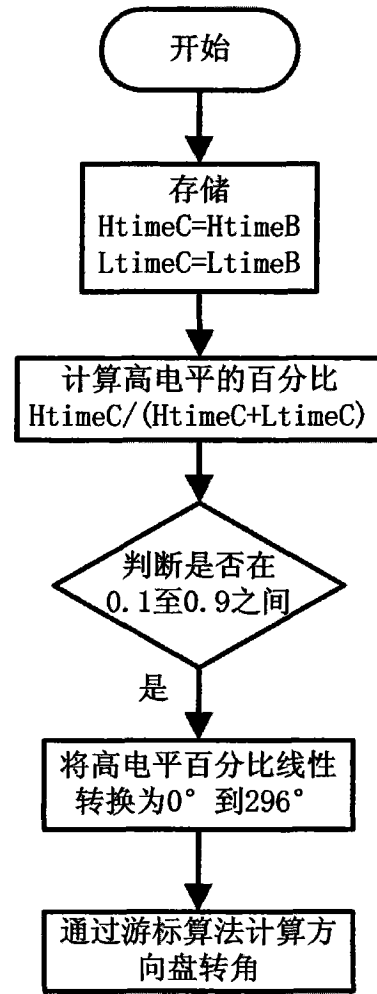 开始
存储
HtimeC=HtimeB
LtimeC=LtimeB
计算高电平的百分比
HtimeC/(HtimeC+LtimeC)
判断是否在
0.1至0.9之间
是
将高电平百分比线性
转换为0°到296°
通过游标算法计算方
向盘转角